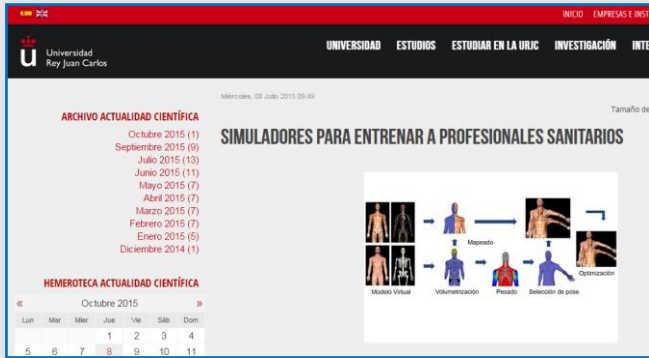 INICIO EMPRESAS E INST
Universidad
Rey Juan Carlos
UNIVERSIDAD ESTUDIOS ESTUDIAR EN LA URJC INVESTIGACIÓN INTE
Miércoles, 08 Julio 2015 09:49
Tamaño de
ARCHIVO ACTUALIDAD CIENTÍFICA
Octubre 2015 (1)
Septiembre 2015 (9)
Julio 2015 (13)
Junio 2015 (11)
Mayo 2015 (7)
Abril 2015 (7)
Marzo 2015 (7)
Febrero 2015 (7)
Enero 2015 (5)
Diciembre 2014 (1)
HEMEROTECA ACTUALIDAD CIENTÍFICA
« Octubre 2015 »
Lun Mar Mier Jue Vie Sáb Dom
1 2 3 4
5 6 7 8 9 10 11
SIMULADORES PARA ENTRENAR A PROFESIONALES SANITARIOS
Mapeado
Optimización
Modelo Virtual Volumetrización Pesado Selección de pose